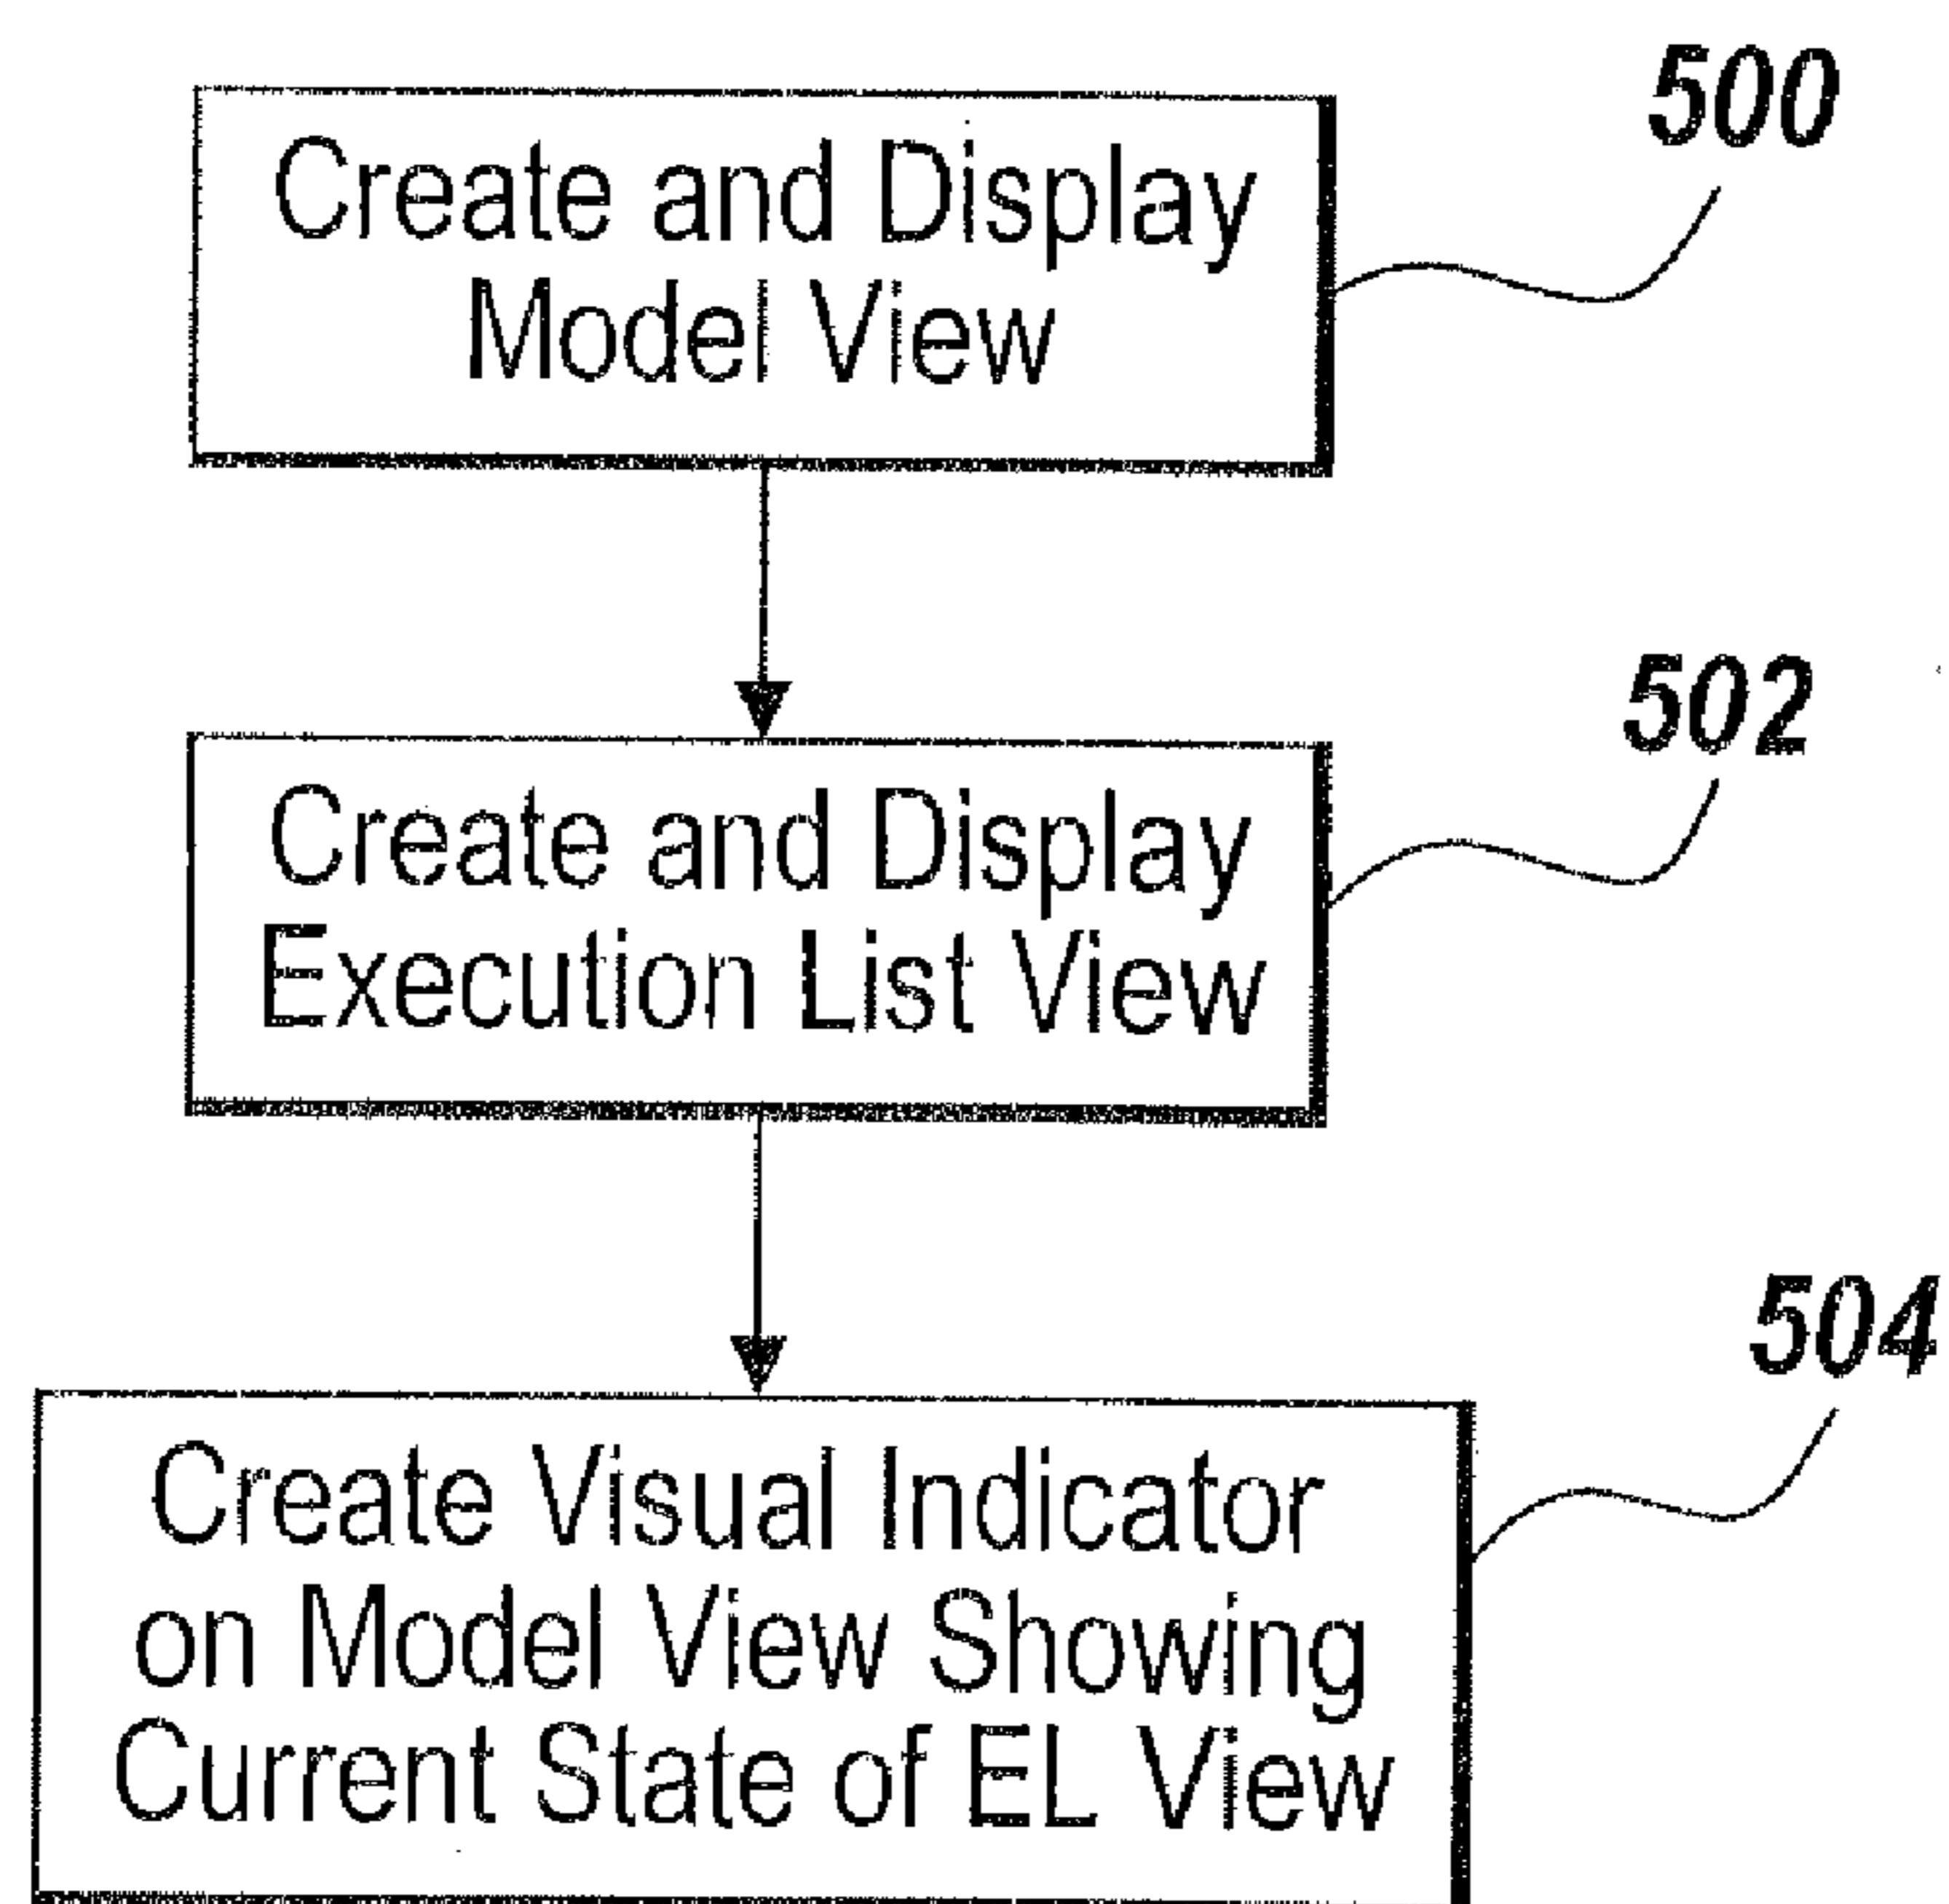 500
Create and Display
Model View
502
Create and Display
Execution List View
504
Create Visual Indicator
on Model View Showing
Current State of EL View